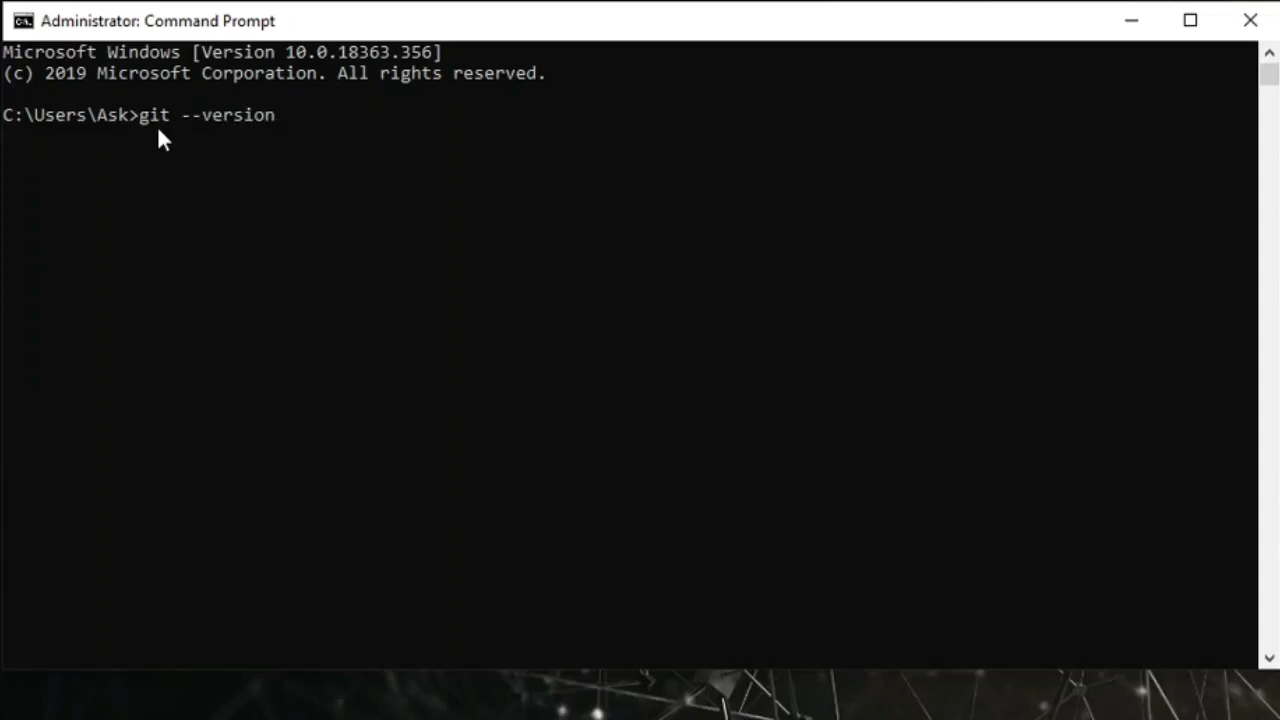 Administrator: Command Prompt
Microsoft Windows [Version 10.0.18363.356]
(c) 2019 Microsoft Corporation. All rights reserved.
C:\Users\Ask>git --version